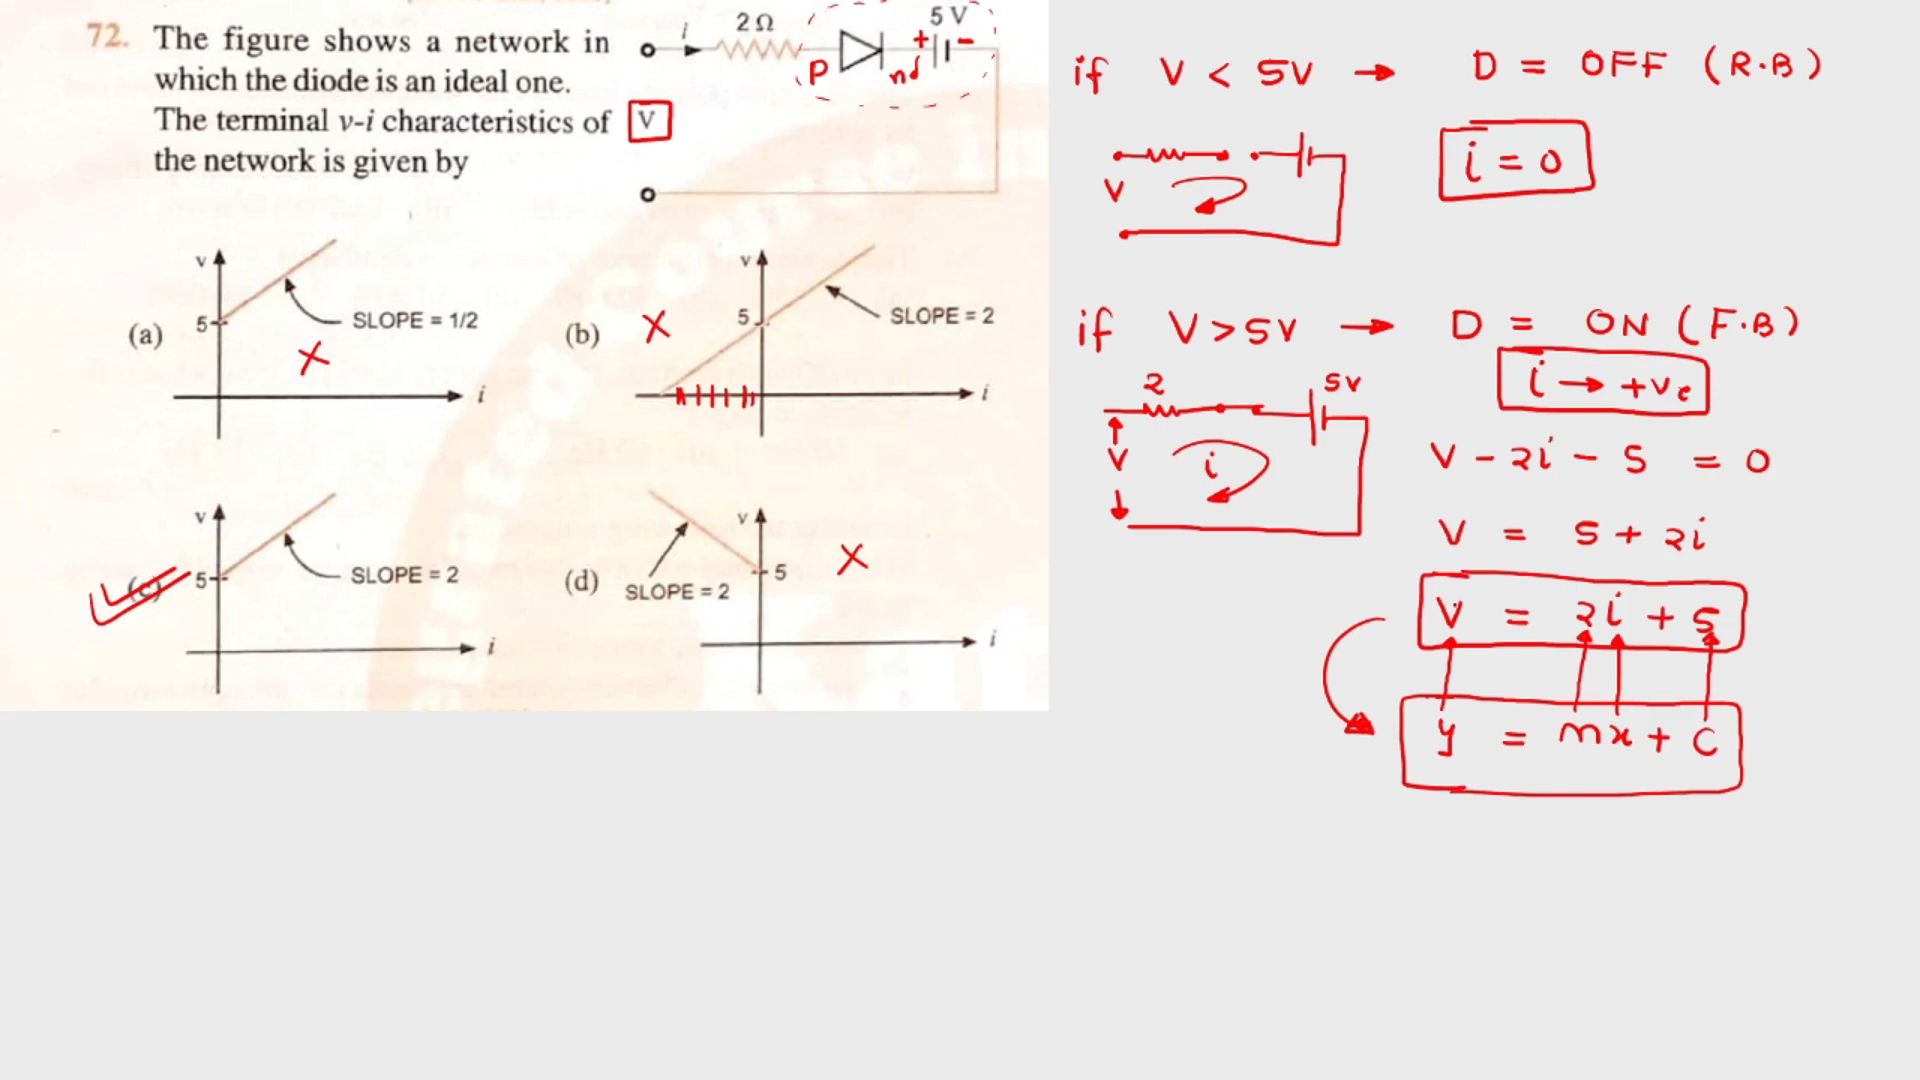 72. The figure shows a network in
which the diode is an ideal one.
The terminal v-i characteristics of
the network is given by
i
2 Ω
5 V
+ -
P
V
(a)
v
5
SLOPE = 1/2
i
X
(b)
X
v
5
SLOPE = 2
i
(c)
v
5
SLOPE = 2
i
(d)
v
5
SLOPE = 2
i
X
if V < 5V → D = OFF (R.B)
V
i = 0
if V > 5V → D = ON (F.B)
i → +ve
2
5V
V
i
V - 2i - 5 = 0
V = 5 + 2i
V = 2i + 5
y = mx + C